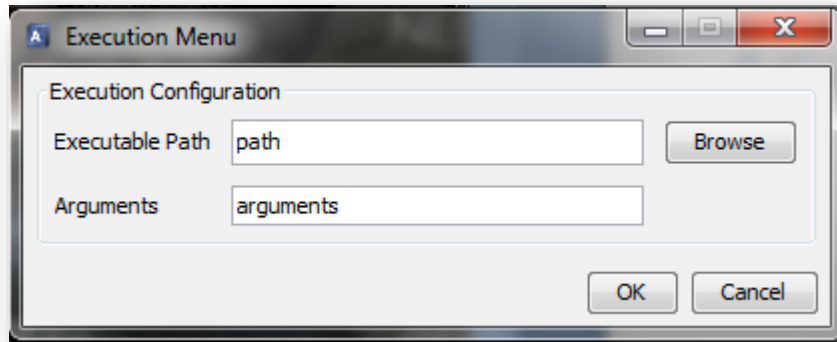 Execution Menu
Execution Configuration
Executable Path path Browse
Arguments arguments
OK Cancel